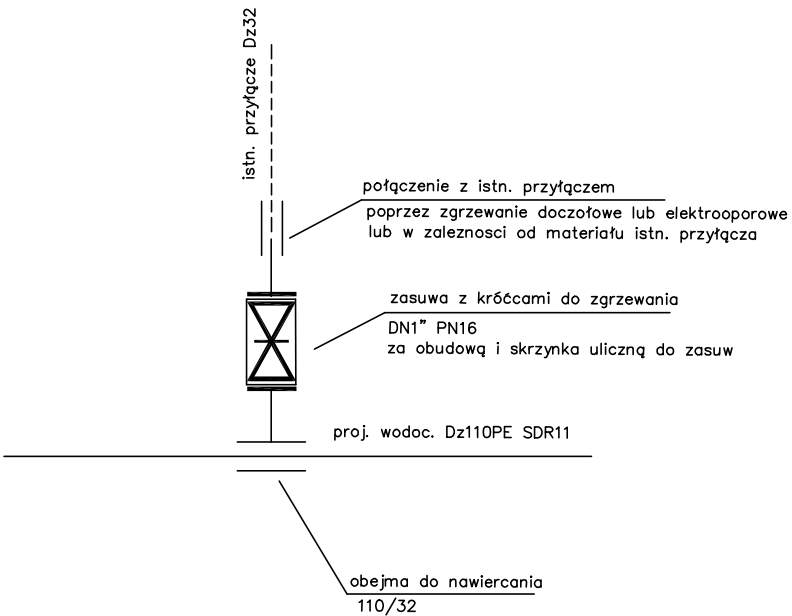 istn. przyłącze Dz32
połączenie z istn. przyłączem
poprzez zgrzewanie doczołowe lub elektrooporowe
lub w zaleznosci od materiału istn. przyłącza
zasuwa z króćcami do zgrzewania
DN1" PN16
za obudową i skrzynka uliczną do zasuw
proj. wodoc. Dz110PE SDR11
obejma do nawiercania
110/32